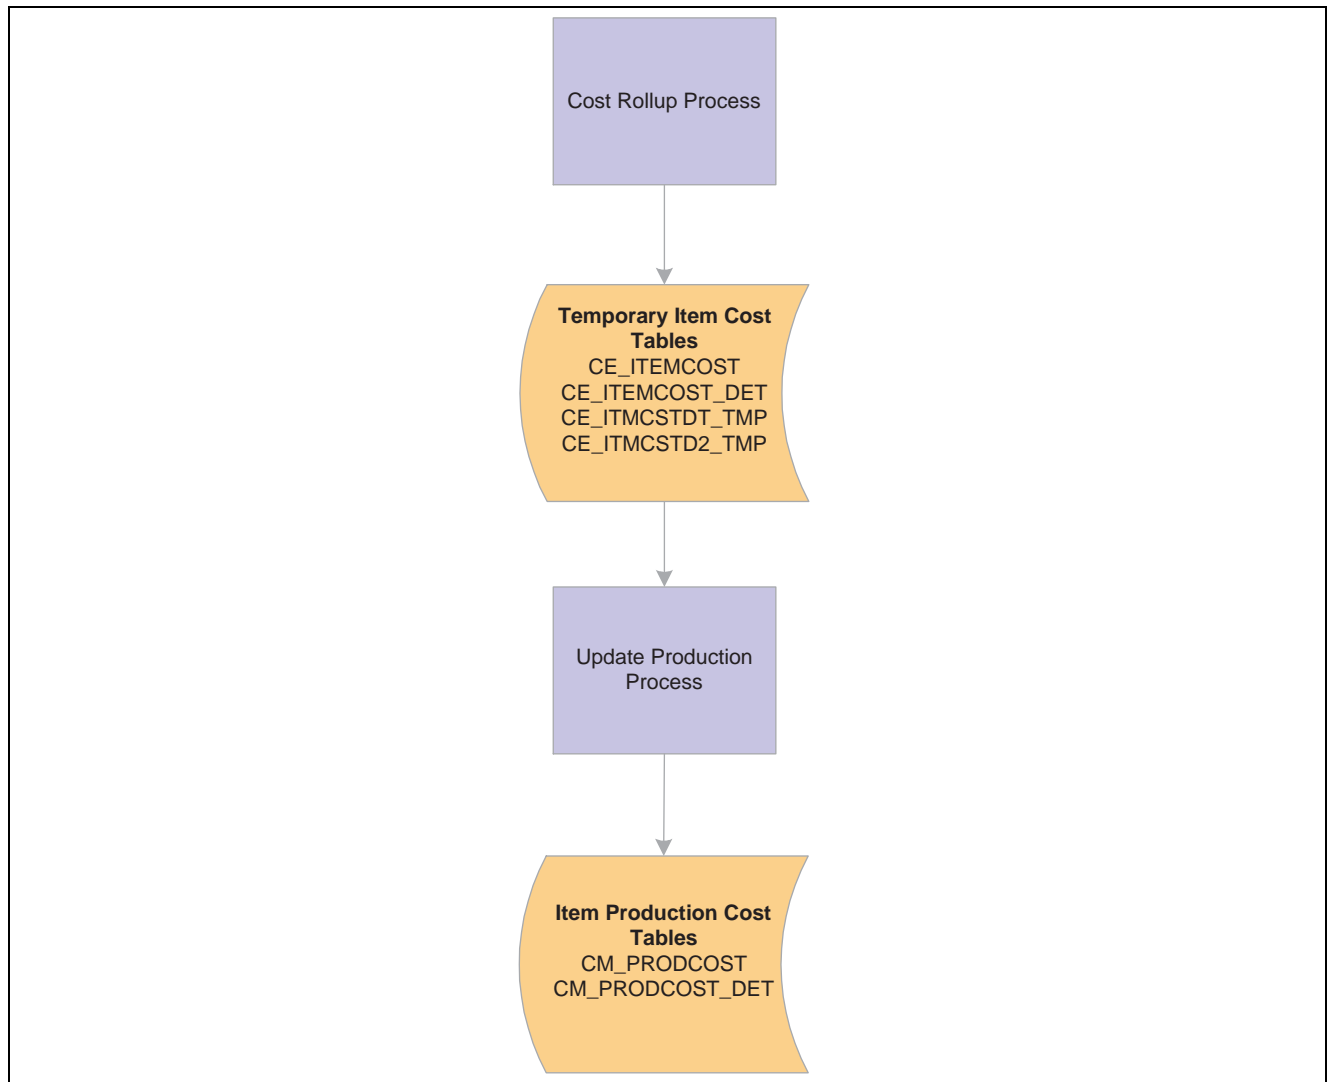 Cost Rollup Process
Temporary Item Cost
Tables
CE_ITEMCOST
CE_ITEMCOST_DET
CE_ITMCSTDT_TMP
CE_ITMCSTD2_TMP
Update Production
Process
Item Production Cost
Tables
CM_PRODCOST
CM_PRODCOST_DET